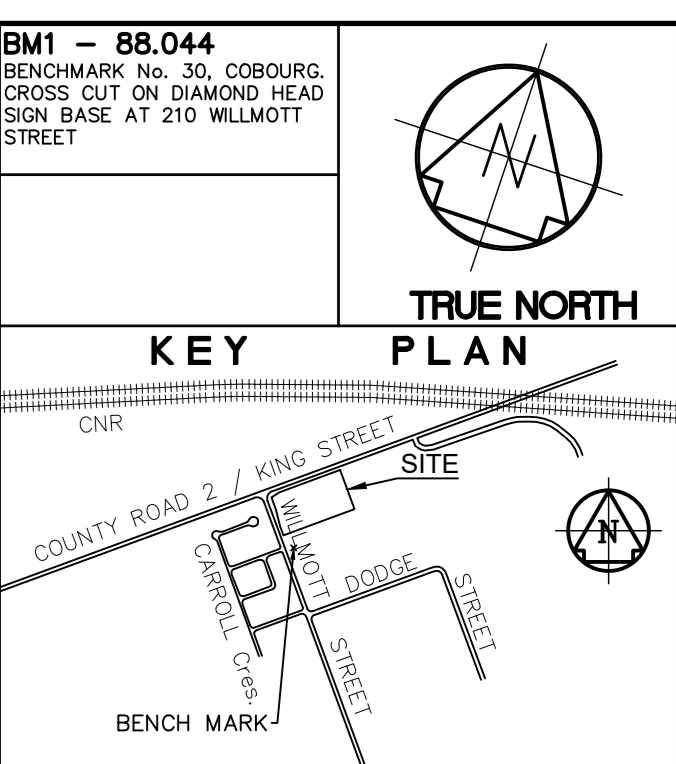 BM1 – 88.044
BENCHMARK No. 30, COBOURG.
CROSS CUT ON DIAMOND HEAD
SIGN BASE AT 210 WILLMOTT
STREET
N
TRUE NORTH
KEY PLAN
CNR
COUNTY ROAD 2 / KING STREET
SITE
WILLMOTT
STREET
N
CARROLL Cres.
DODGE
STREET
BENCH MARK